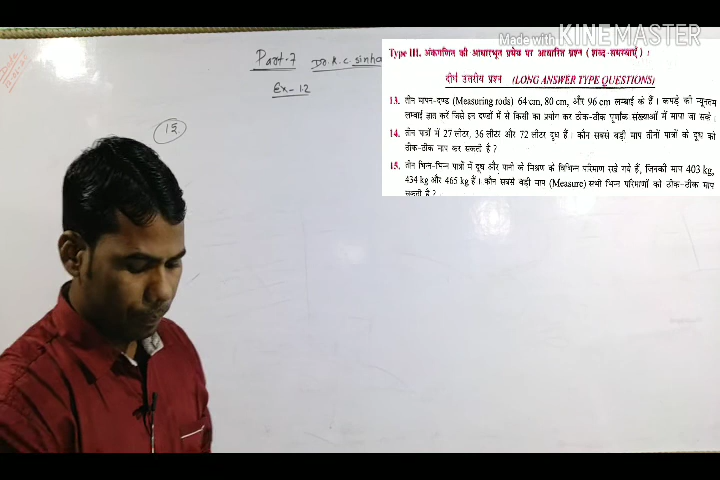 Made with KINEMASTER
Part-7 Dr. K. C. Sinha
Ex-1.2
13
Type III. अंकगणित की आधारभूत प्रमेय पर आधारित प्रश्न (शब्द-समस्याएँ) :
दीर्घ उत्तरीय प्रश्न (LONG ANSWER TYPE QUESTIONS)
13. तीन मापन-दण्ड (Measuring rods) 64 cm, 80 cm, और 96 cm लम्बाई के हैं। कपड़े की न्यूनतम
लम्बाई ज्ञात करें जिसे इन दण्डों में से किसी का प्रयोग कर ठीक-ठीक पूर्णांक संख्याओं में मापा जा सके।
14. तीन पात्रों में 27 लीटर, 36 लीटर और 72 लीटर दूध हैं। कौन सबसे बड़ी माप तीनों पात्रों के दूध को
ठीक-ठीक माप कर सकती है ?
15. तीन भिन्न-भिन्न पात्रों में दूध और पानी के मिश्रण के विभिन्न परिमाण रखे गये हैं, जिनकी माप 403 kg,
434 kg और 465 kg हैं। कौन सबसे बड़ी माप (Measure) सभी भिन्न परिमाणों को ठीक-ठीक माप
सकती है ?